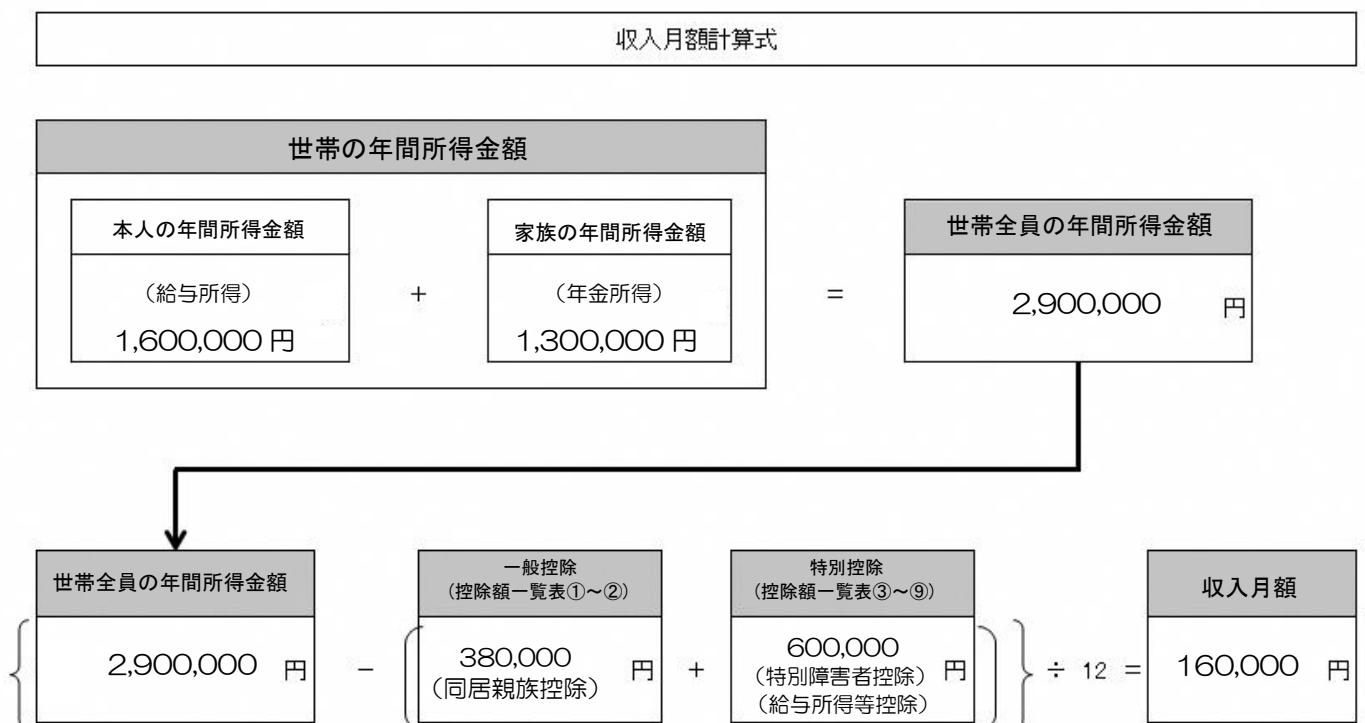 収入月額計算式
世帯の年間所得金額
本人の年間所得金額
(給与所得)
1,600,000 円
+
家族の年間所得金額
(年金所得)
1,300,000 円
=
世帯全員の年間所得金額
2,900,000 円
{
世帯全員の年間所得金額
2,900,000 円
−
(
一般控除
(控除額一覧表①～②)
380,000 円
(同居親族控除)
+
特別控除
(控除額一覧表③～⑨)
600,000
(特別障害者控除) 円
(給与所得等控除)
)
}
÷ 12 =
収入月額
160,000 円